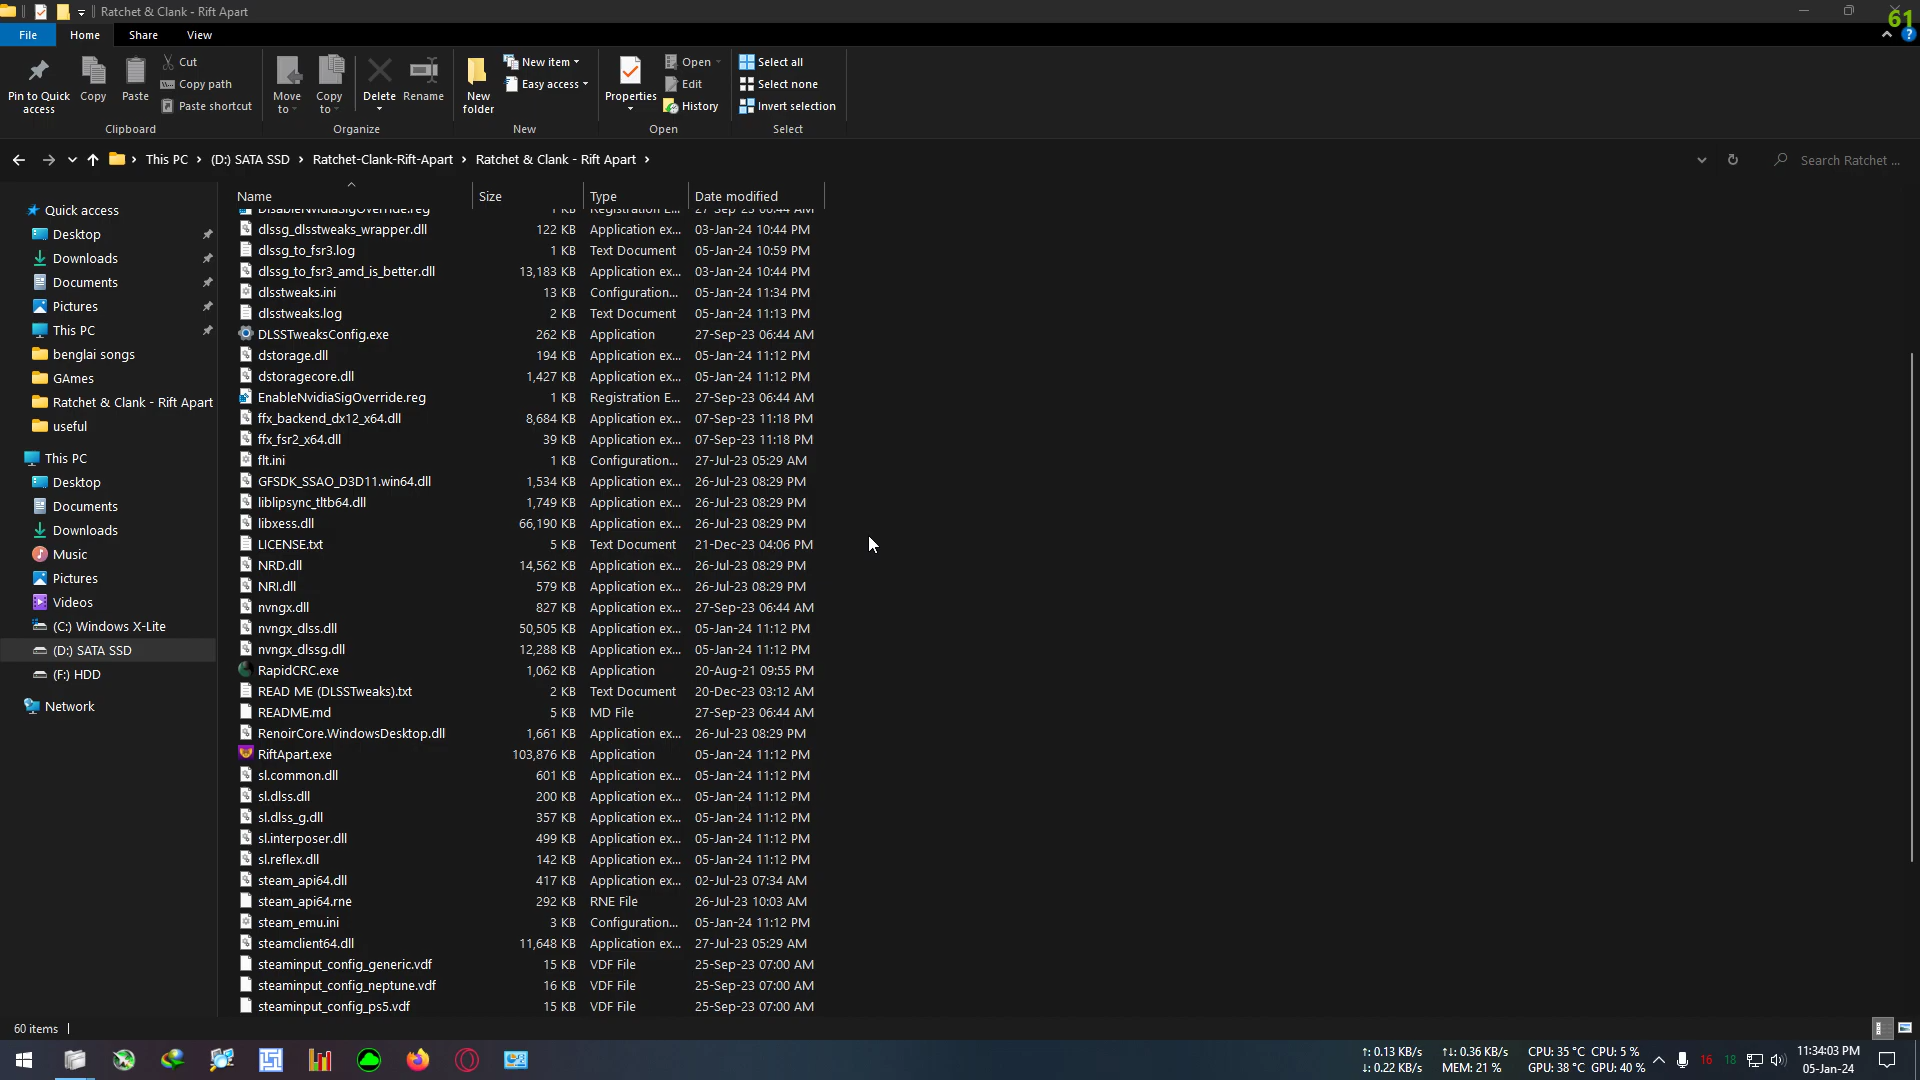 Ratchet & Clank - Rift Apart
61
File Home Share View
Pin to Quick access
Copy
Paste
Cut
Copy path
Paste shortcut
Clipboard
Move to
Copy to
Delete
Rename
Organize
New folder
New item
Easy access
New
Properties
Open
Edit
History
Open
Select all
Select none
Invert selection
Select
This PC › (D:) SATA SSD › Ratchet-Clank-Rift-Apart › Ratchet & Clank - Rift Apart ›
Search Ratchet ...
Quick access
Desktop
Downloads
Documents
Pictures
This PC
benglai songs
GAmes
Ratchet & Clank - Rift Apart
useful
This PC
Desktop
Documents
Downloads
Music
Pictures
Videos
(C:) Windows X-Lite
(D:) SATA SSD
(F:) HDD
Network
Name Size Type Date modified
DisableNvidiaSigOverride.reg 1 KB Registration E... 27-Sep-23 06:44 AM
dlssg_dlsstweaks_wrapper.dll 122 KB Application ex... 03-Jan-24 10:44 PM
dlssg_to_fsr3.log 1 KB Text Document 05-Jan-24 10:59 PM
dlssg_to_fsr3_amd_is_better.dll 13,183 KB Application ex... 03-Jan-24 10:44 PM
dlsstweaks.ini 13 KB Configuration... 05-Jan-24 11:34 PM
dlsstweaks.log 2 KB Text Document 05-Jan-24 11:13 PM
DLSSTweaksConfig.exe 262 KB Application 27-Sep-23 06:44 AM
dstorage.dll 194 KB Application ex... 05-Jan-24 11:12 PM
dstoragecore.dll 1,427 KB Application ex... 05-Jan-24 11:12 PM
EnableNvidiaSigOverride.reg 1 KB Registration E... 27-Sep-23 06:44 AM
ffx_backend_dx12_x64.dll 8,684 KB Application ex... 07-Sep-23 11:18 PM
ffx_fsr2_x64.dll 39 KB Application ex... 07-Sep-23 11:18 PM
flt.ini 1 KB Configuration... 27-Jul-23 05:29 AM
GFSDK_SSAO_D3D11.win64.dll 1,534 KB Application ex... 26-Jul-23 08:29 PM
liblipsync_tltb64.dll 1,749 KB Application ex... 26-Jul-23 08:29 PM
libxess.dll 66,190 KB Application ex... 26-Jul-23 08:29 PM
LICENSE.txt 5 KB Text Document 21-Dec-23 04:06 PM
NRD.dll 14,562 KB Application ex... 26-Jul-23 08:29 PM
NRI.dll 579 KB Application ex... 26-Jul-23 08:29 PM
nvngx.dll 827 KB Application ex... 27-Sep-23 06:44 AM
nvngx_dlss.dll 50,505 KB Application ex... 05-Jan-24 11:12 PM
nvngx_dlssg.dll 12,288 KB Application ex... 05-Jan-24 11:12 PM
RapidCRC.exe 1,062 KB Application 20-Aug-21 09:55 PM
READ ME (DLSSTweaks).txt 2 KB Text Document 20-Dec-23 03:12 AM
README.md 5 KB MD File 27-Sep-23 06:44 AM
RenoirCore.WindowsDesktop.dll 1,661 KB Application ex... 26-Jul-23 08:29 PM
RiftApart.exe 103,876 KB Application 05-Jan-24 11:12 PM
sl.common.dll 601 KB Application ex... 05-Jan-24 11:12 PM
sl.dlss.dll 200 KB Application ex... 05-Jan-24 11:12 PM
sl.dlss_g.dll 357 KB Application ex... 05-Jan-24 11:12 PM
sl.interposer.dll 499 KB Application ex... 05-Jan-24 11:12 PM
sl.reflex.dll 142 KB Application ex... 05-Jan-24 11:12 PM
steam_api64.dll 417 KB Application ex... 02-Jul-23 07:34 AM
steam_api64.rne 292 KB RNE File 26-Jul-23 10:03 AM
steam_emu.ini 3 KB Configuration... 05-Jan-24 11:12 PM
steamclient64.dll 11,648 KB Application ex... 27-Jul-23 05:29 AM
steaminput_config_generic.vdf 15 KB VDF File 25-Sep-23 07:00 AM
steaminput_config_neptune.vdf 16 KB VDF File 25-Sep-23 07:00 AM
steaminput_config_ps5.vdf 15 KB VDF File 25-Sep-23 07:00 AM
60 items
↑: 0.13 KB/s ↑↓: 0.36 KB/s CPU: 35 °C CPU: 5 % 16 18 11:34:03 PM
↓: 0.22 KB/s MEM: 21 % GPU: 38 °C GPU: 40 % 05-Jan-24